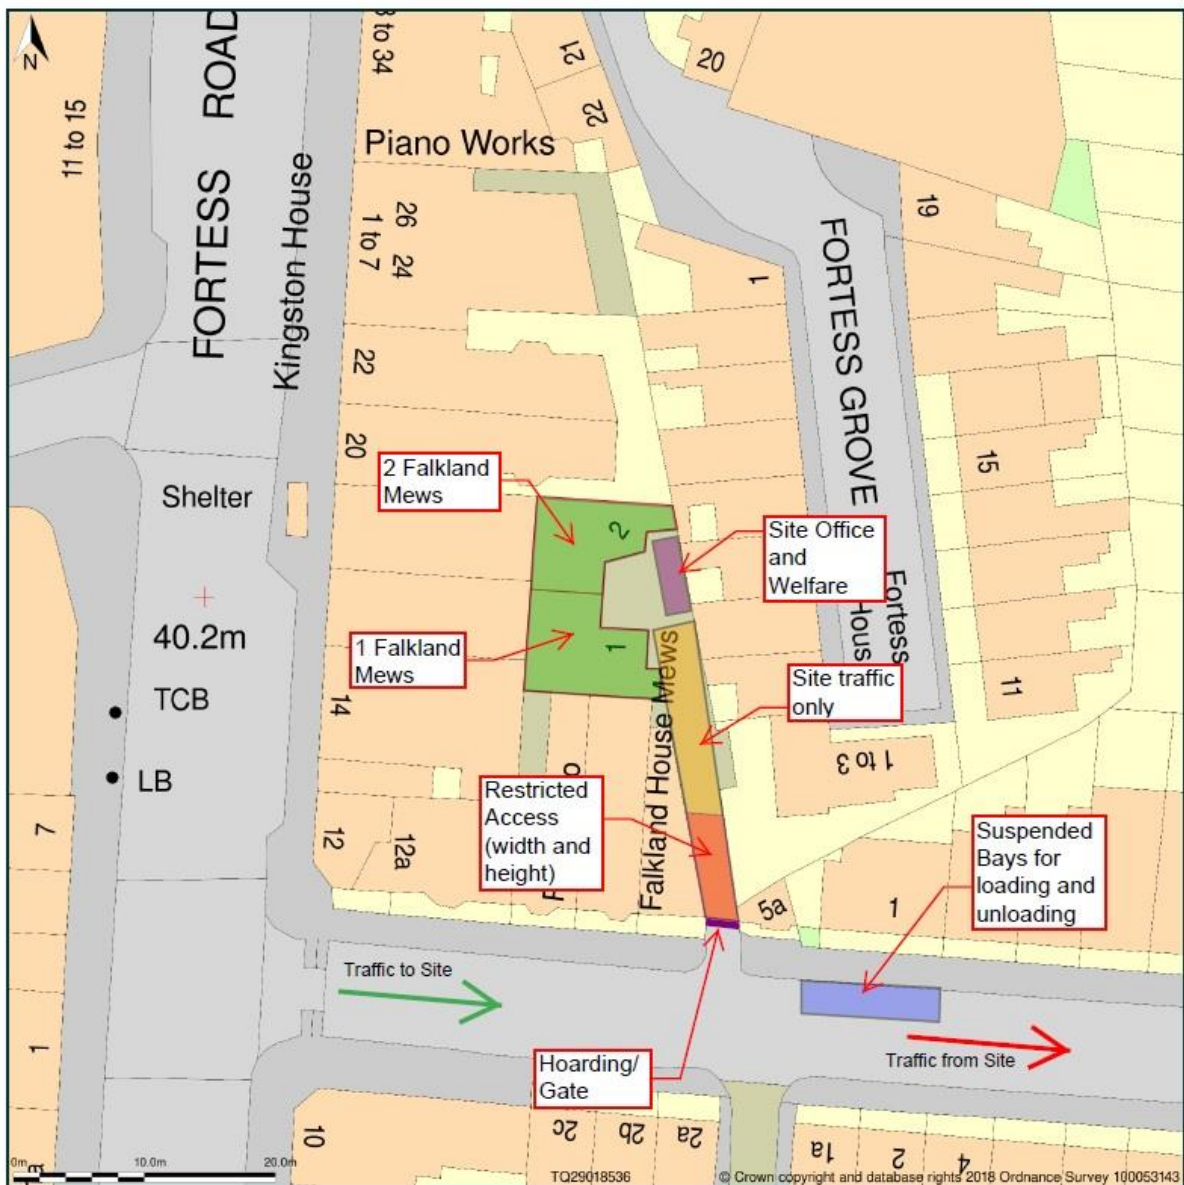 N
11 to 15
FORTESS ROAD
Kingston House
to 34
Piano Works
21
22
20
26
24
1 to 7
22
20
19
1
FORTESS GROVE
15
Shelter
2 Falkland
Mews
2
Site Office
and
Welfare
Fortess
Hous
40.2m
1 Falkland
Mews
1
Falkland House Mews
Site traffic
only
11
TCB
14
LB
1 to 3
7
12
12a
Restricted
Access
(width and
height)
Suspended
Bays for
loading and
unloading
5a
1
Traffic to Site
Traffic from Site
Hoarding/
Gate
1
10
2c
2b
2a
1a
2
4
0m
10.0m
20.0m
TQ29018536
© Crown copyright and database rights 2018 Ordnance Survey 100053143